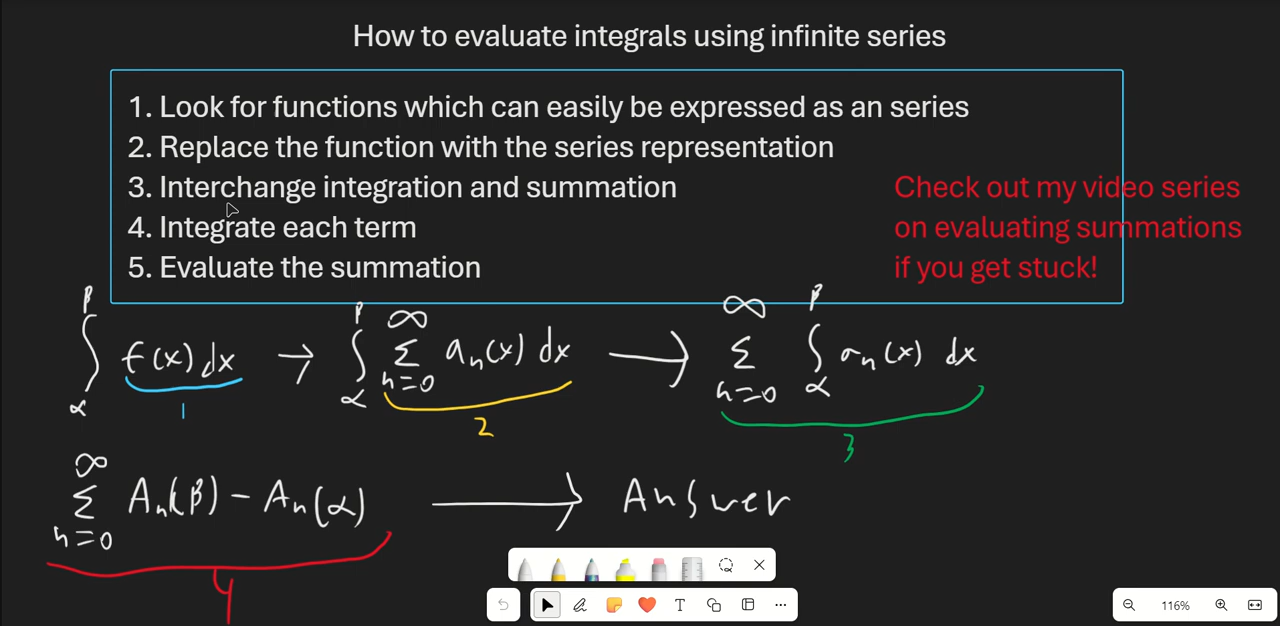 How to evaluate integrals using infinite series
1. Look for functions which can easily be expressed as an series
2. Replace the function with the series representation
3. Interchange integration and summation
4. Integrate each term
5. Evaluate the summation
Check out my video series
on evaluating summations
if you get stuck!
∫_α^β f(x) dx → ∫_α^β ∑_{n=0}^∞ a_n(x) dx → ∑_{n=0}^∞ ∫_α^β a_n(x) dx
1 2 3
∑_{n=0}^∞ A_n(β) - A_n(α) → Answer
4
116%